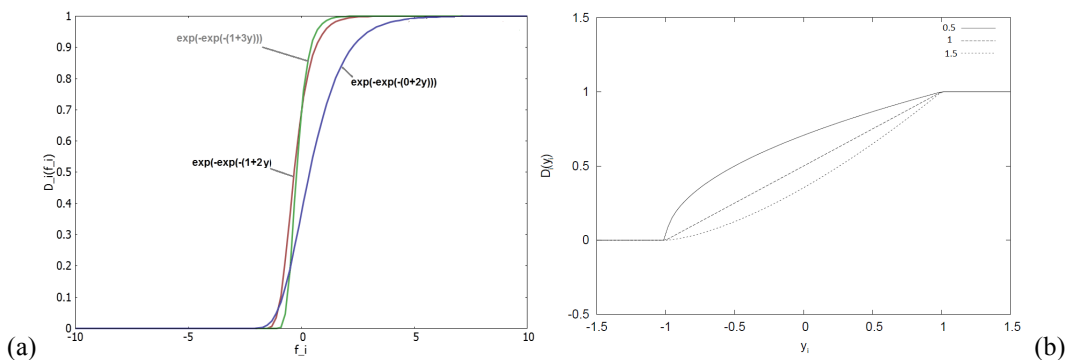 1
0.9
exp(-exp(-(1+3y)))
0.8
exp(-exp(-(0+2y)))
0.7
0.6
D_i(f_i)
0.5
exp(-exp(-(1+2y)
0.4
0.3
0.2
0.1
0
-10 -5 0 5 10
f_i
(a)
1.5
0.5
1
1.5
1
D_i(y_i)
0.5
0
-0.5
-1.5 -1 -0.5 0 0.5 1 1.5
y_i
(b)